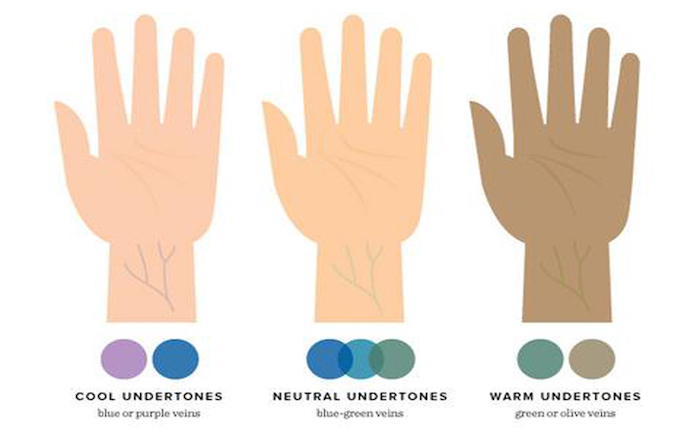 COOL UNDERTONES
blue or purple veins
NEUTRAL UNDERTONES
blue-green veins
WARM UNDERTONES
green or olive veins